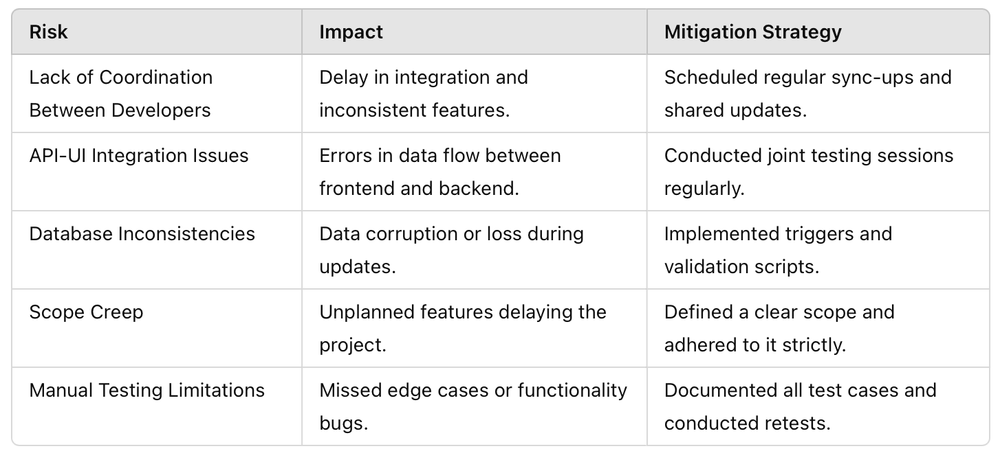 Risk
Impact
Mitigation Strategy
Lack of Coordination
Between Developers
Delay in integration and
inconsistent features.
Scheduled regular sync-ups and
shared updates.
API-UI Integration Issues
Errors in data flow between
frontend and backend.
Conducted joint testing sessions
regularly.
Database Inconsistencies
Data corruption or loss during
updates.
Implemented triggers and
validation scripts.
Scope Creep
Unplanned features delaying the
project.
Defined a clear scope and
adhered to it strictly.
Manual Testing Limitations
Missed edge cases or functionality
bugs.
Documented all test cases and
conducted retests.